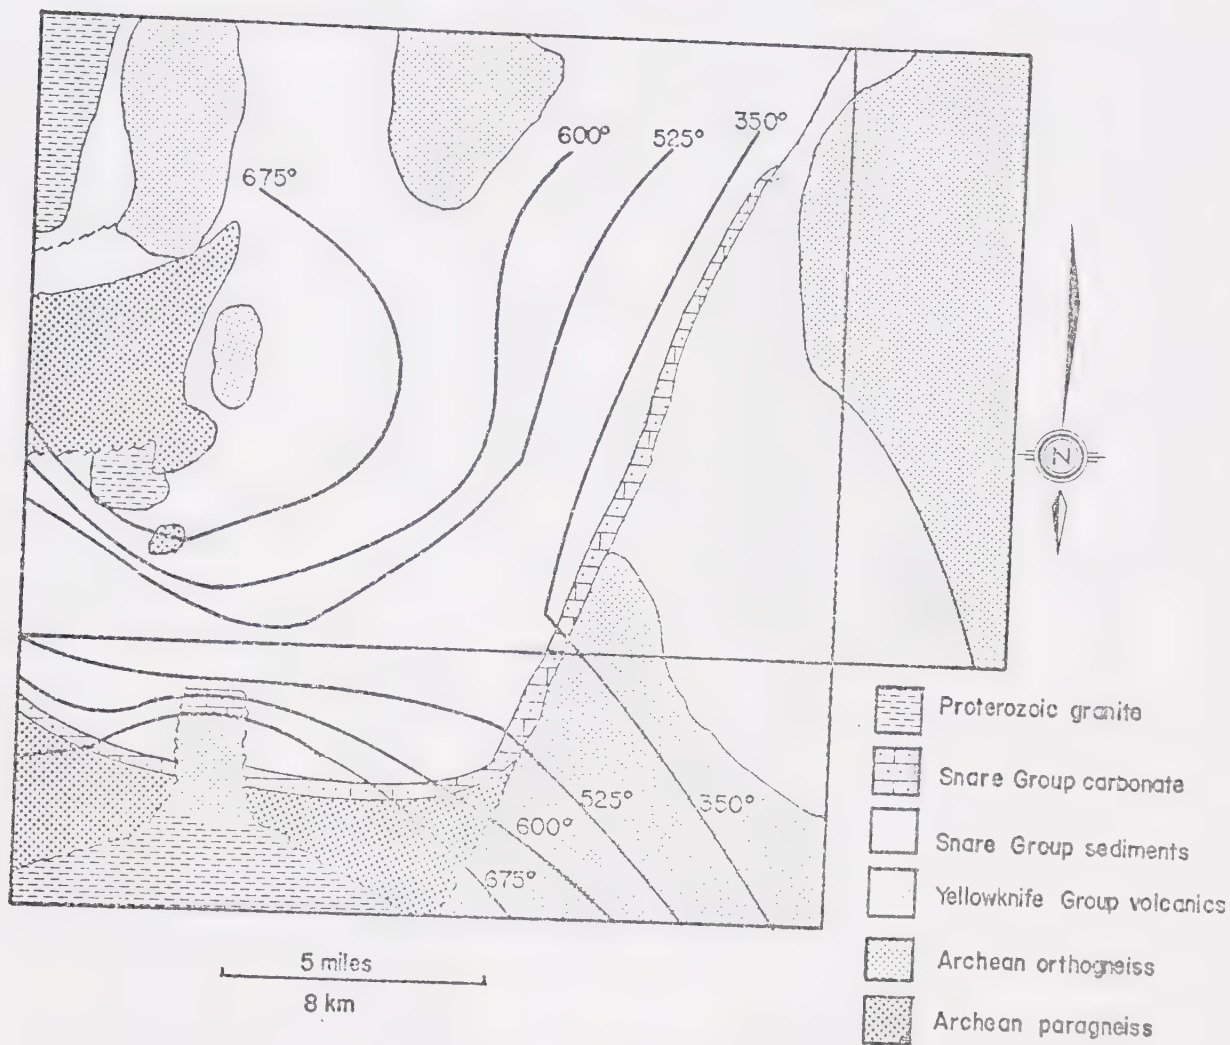 600°
525°
350°
675°
N
525°
350°
600°
675°
Proterozoic granite
Snare Group carbonate
Snare Group sediments
Yellowknife Group volcanics
Archean orthogneiss
Archean paragneiss
5 miles
8 km